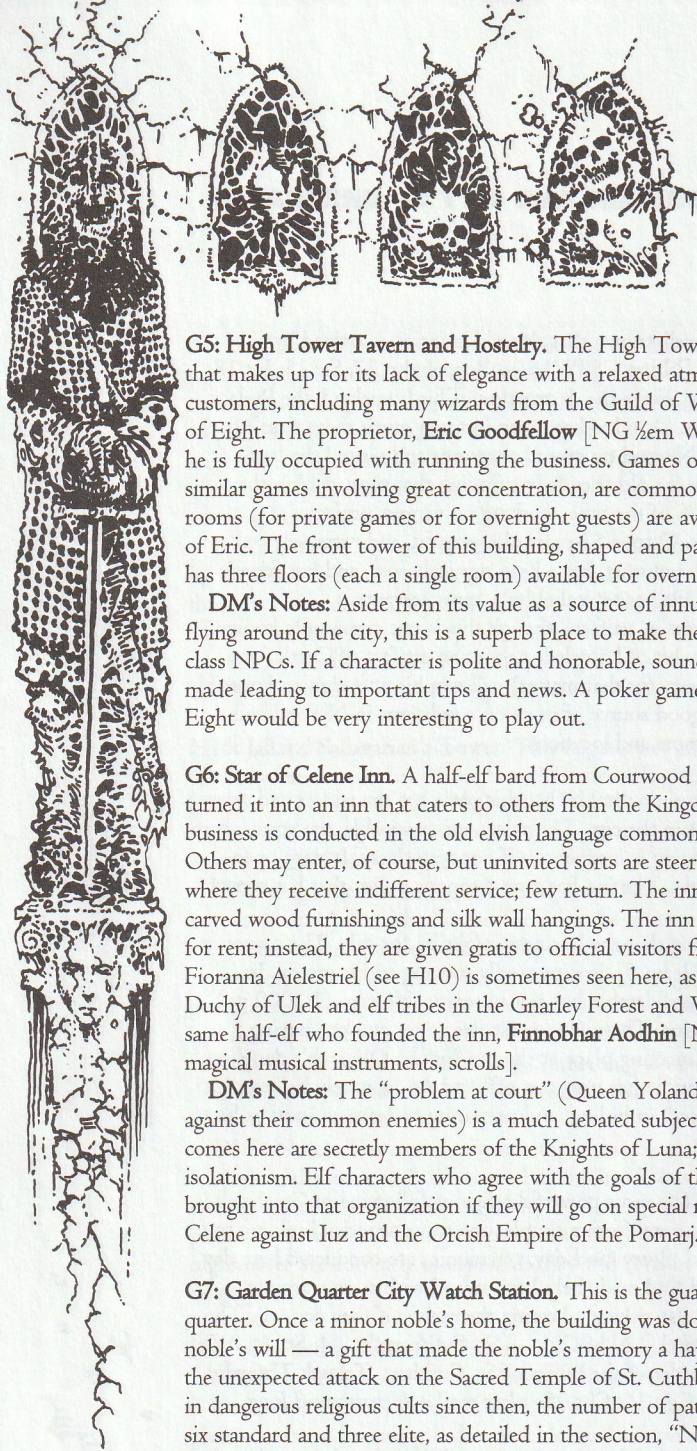 G5: High Tower Tavern and Hostelry. The High Tow
that makes up for its lack of elegance with a relaxed atm
customers, including many wizards from the Guild of W
of Eight. The proprietor, Eric Goodfellow [NG ½em W
he is fully occupied with running the business. Games o
similar games involving great concentration, are commo
rooms (for private games or for overnight guests) are av
of Eric. The front tower of this building, shaped and pa
has three floors (each a single room) available for overn
DM's Notes: Aside from its value as a source of innu
flying around the city, this is a superb place to make the
class NPCs. If a character is polite and honorable, soun
made leading to important tips and news. A poker game
Eight would be very interesting to play out.
G6: Star of Celene Inn. A half-elf bard from Courwood
turned it into an inn that caters to others from the Kingd
business is conducted in the old elvish language common
Others may enter, of course, but uninvited sorts are steer
where they receive indifferent service; few return. The inn
carved wood furnishings and silk wall hangings. The inn
for rent; instead, they are given gratis to official visitors f
Fioranna Aielestriel (see H10) is sometimes seen here, as
Duchy of Ulek and elf tribes in the Gnarley Forest and W
same half-elf who founded the inn, Finnobhar Aodhin [N
magical musical instruments, scrolls].
DM's Notes: The “problem at court” (Queen Yoland
against their common enemies) is a much debated subjec
comes here are secretly members of the Knights of Luna;
isolationism. Elf characters who agree with the goals of t
brought into that organization if they will go on special r
Celene against Iuz and the Orcish Empire of the Pomarj.
G7: Garden Quarter City Watch Station. This is the gua
quarter. Once a minor noble's home, the building was do
noble's will — a gift that made the noble's memory a ha
the unexpected attack on the Sacred Temple of St. Cuthl
in dangerous religious cults since then, the number of pat
six standard and three elite, as detailed in the section, “N